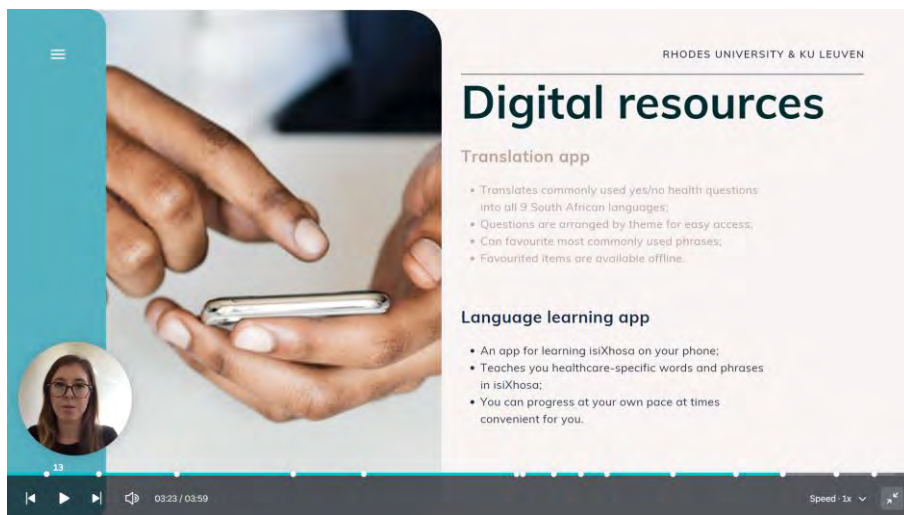 RHODES UNIVERSITY & KU LEUVEN
Digital resources
Translation app
• Translates commonly used yes/no health questions
into all 9 South African languages;
• Questions are arranged by theme for easy access;
• Can favourite most commonly used phrases;
• Favourited items are available offline.
Language learning app
• An app for learning isiXhosa on your phone;
• Teaches you healthcare-specific words and phrases
in isiXhosa;
• You can progress at your own pace at times
convenient for you.
13
03:23 / 03:59
Speed · 1x